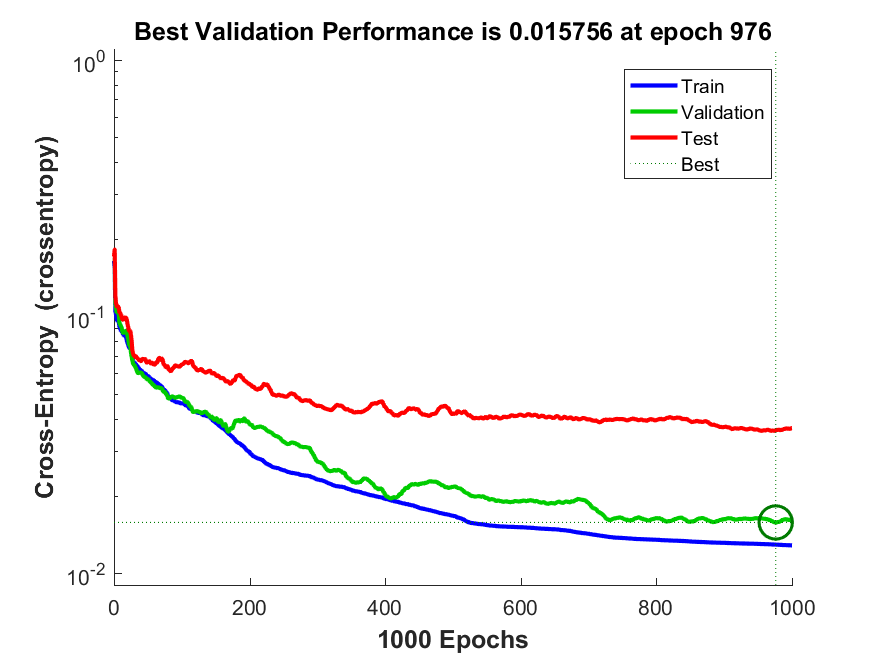 Best Validation Performance is 0.015756 at epoch 976
10^0
10^-1
10^-2
Cross-Entropy (crossentropy)
Train
Validation
Test
Best
0 200 400 600 800 1000
1000 Epochs